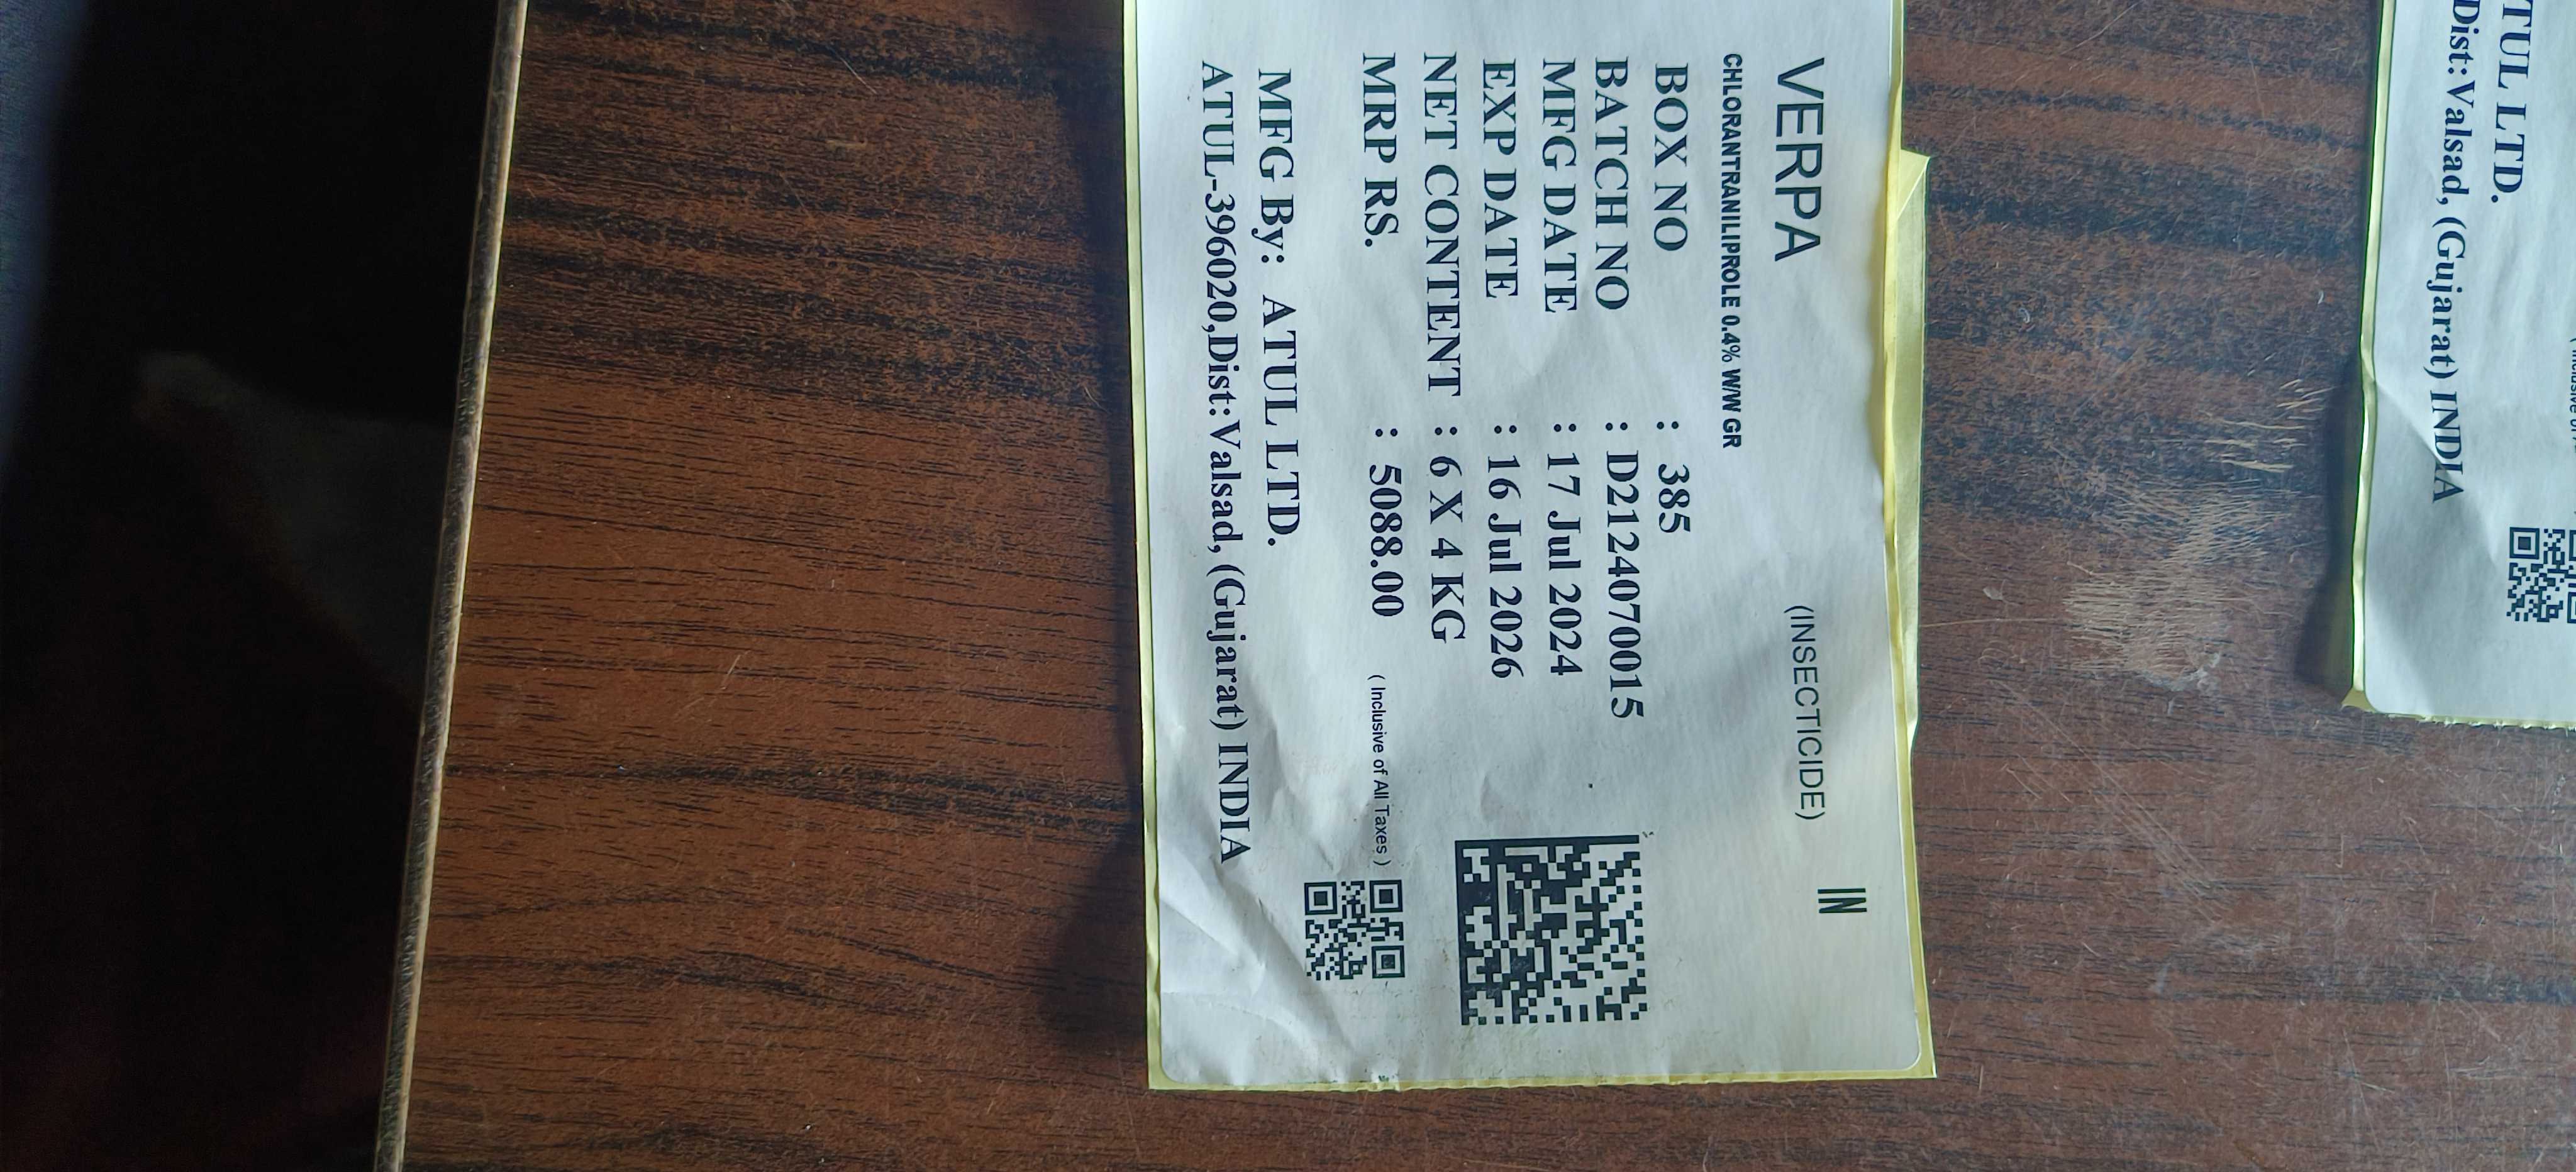 VERPA
(INSECTICIDE)
IN
CHLORANTRANILIPROLE 0.4% W/W GR
BOX NO : 385
BATCH NO : D21240700015
MFG DATE : 17 Jul 2024
EXP DATE : 16 Jul 2026
NET CONTENT : 6 X 4 KG
MRP RS. : 5088.00 ( Inclusive of All Taxes )
MFG By: ATUL LTD.
ATUL-396020,Dist:Valsad, (Gujarat) INDIA
TUL LTD.
Dist:Valsad, (Gujarat) INDIA